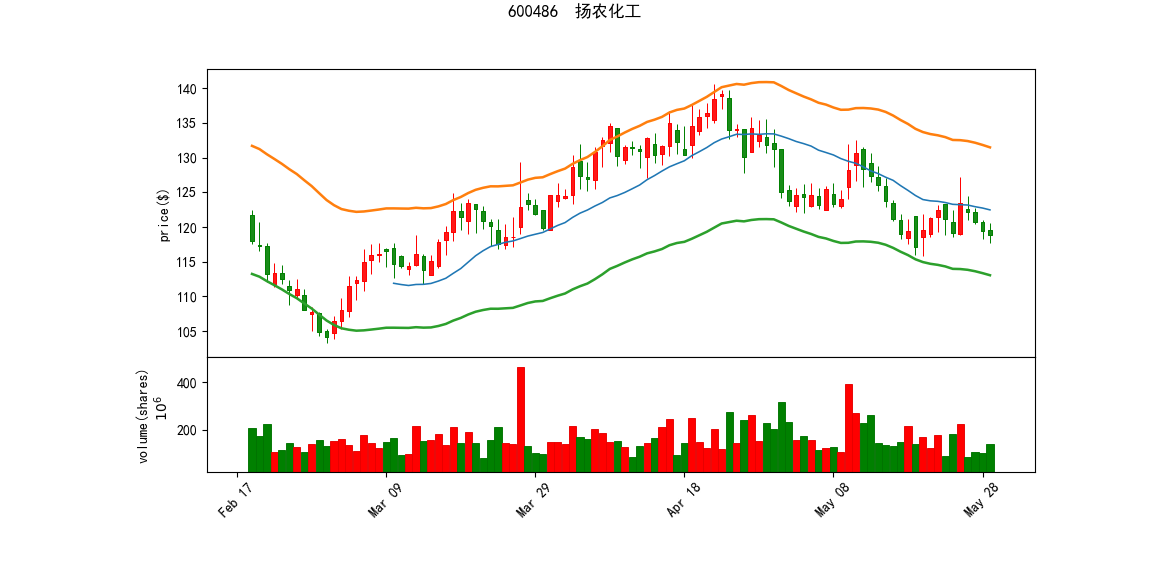 600486 扬农化工
140
135
130
125
120
115
110
105
price($)
400
200
volume(shares)
10^6
Feb 17
Mar 09
Mar 29
Apr 18
May 08
May 28